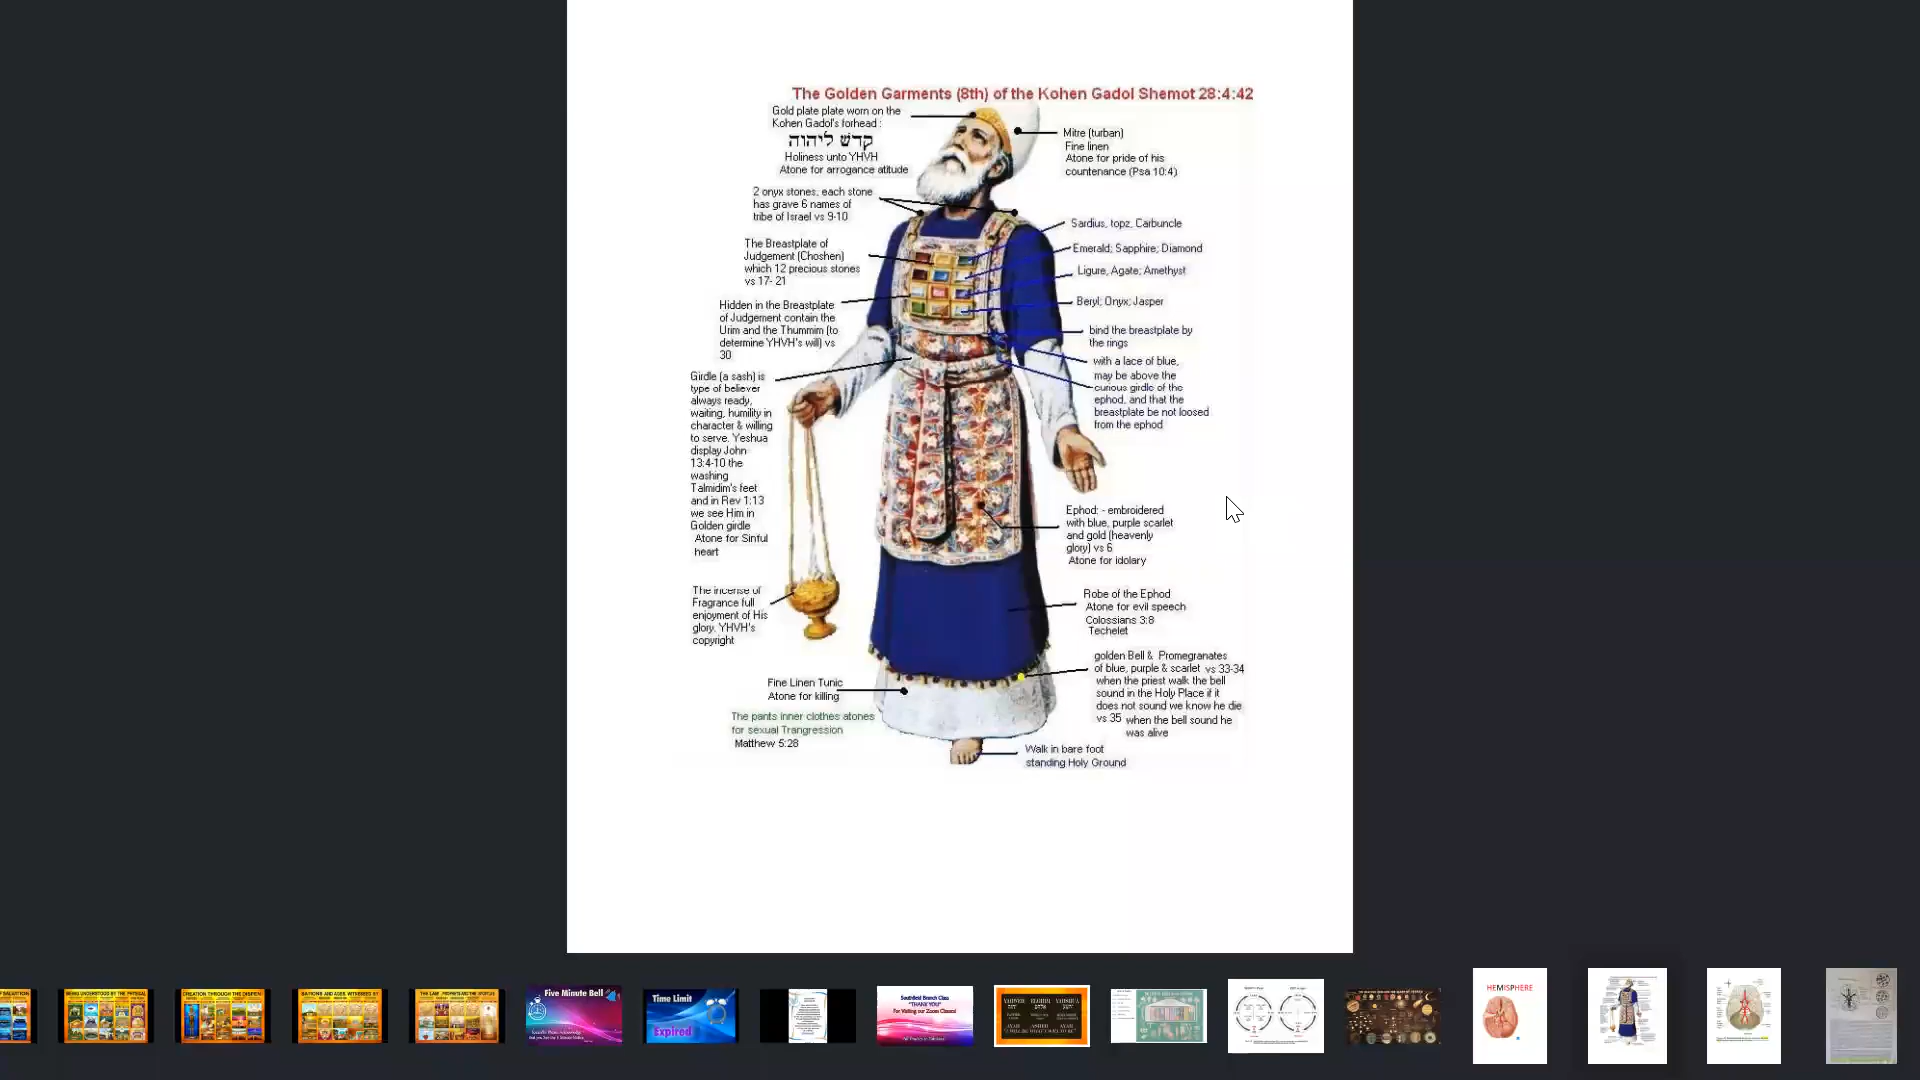 The Golden Garments (8th) of the Kohen Gadol Shemot 28:4:42
Gold plate plate worn on the
Kohen Gadol's forhead :
קדש ליהוה
Holiness unto YHVH
Atone for arrogance atitude
Mitre (turban)
Fine linen
Atone for pride of his
countenance (Psa 10:4)
2 onyx stones, each stone
has grave 6 names of
tribe of Israel vs 9-10
Sardius, topz, Carbuncle
Emerald; Sapphire; Diamond
Ligure, Agate; Amethyst
Beryl; Onyx; Jasper
The Breastplate of
Judgement (Choshen)
which 12 precious stones
vs 17- 21
Hidden in the Breastplate
of Judgement contain the
Urim and the Thummim (to
determine YHVH's will) vs
30
bind the breastplate by
the rings
with a lace of blue,
may be above the
curious girdle of the
ephod, and that the
breastplate be not loosed
from the ephod
Girdle (a sash) is
type of believer
always ready,
waiting, humility in
character & willing
to serve. Yeshua
display John
13:4-10 the
washing
Talmidim's feet
and in Rev 1:13
we see Him in
Golden girdle
Atone for Sinful
heart
Ephod: - embroidered
with blue, purple scarlet
and gold (heavenly
glory) vs 6
Atone for idolary
The incense of
Fragrance full
enjoyment of His
glory. YHVH's
copyright
Robe of the Ephod
Atone for evil speech
Colossians 3:8
Techelet
golden Bell & Promegranates
of blue, purple & scarlet vs 33-34
when the priest walk the bell
sound in the Holy Place if it
does not sound we know he die
vs 35 when the bell sound he
was alive
Fine Linen Tunic
Atone for killing
The pants inner clothes atones
for sexual Trangression
Matthew 5:28
Walk in bare foot
standing Holy Ground
Five Minute Bell
Time Limit
Expired
Southfield Branch Class
"THANK YOU"
For Visiting our Zoom Classes!
HEMISPHERE